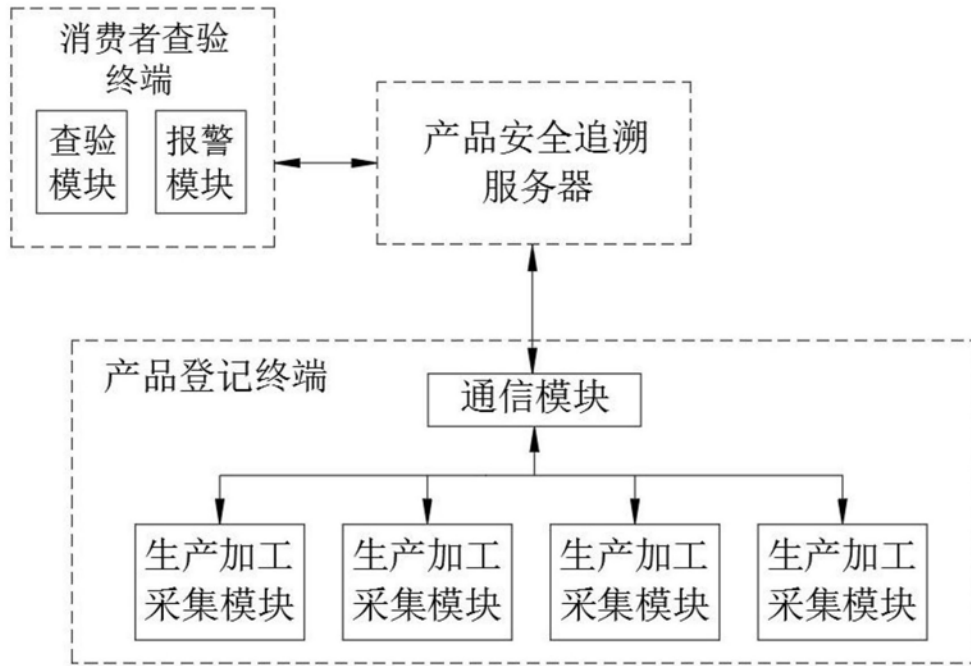 消费者查验
终端
查验
模块
报警
模块
产品安全追溯
服务器
产品登记终端
通信模块
生产加工
采集模块
生产加工
采集模块
生产加工
采集模块
生产加工
采集模块